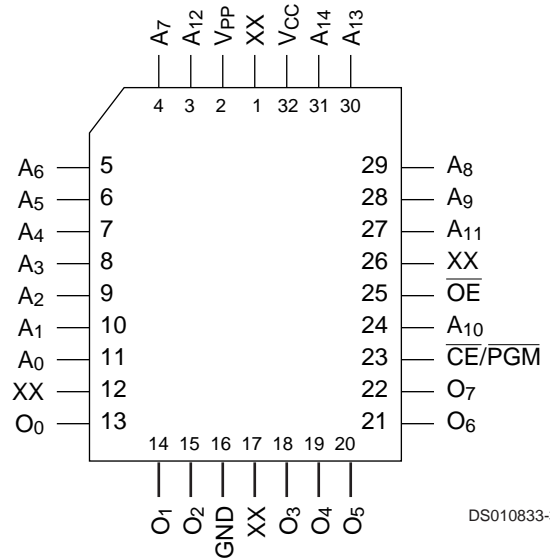 A7 A12 VPP XX VCC A14 A13
4 3 2 1 32 31 30
A6 5 29 A8
A5 6 28 A9
A4 7 27 A11
A3 8 26 XX
A2 9 25 OE
A1 10 24 A10
A0 11 23 CE/PGM
XX 12 22 O7
O0 13 21 O6
14 15 16 17 18 19 20
O1 O2 GND XX O3 O4 O5